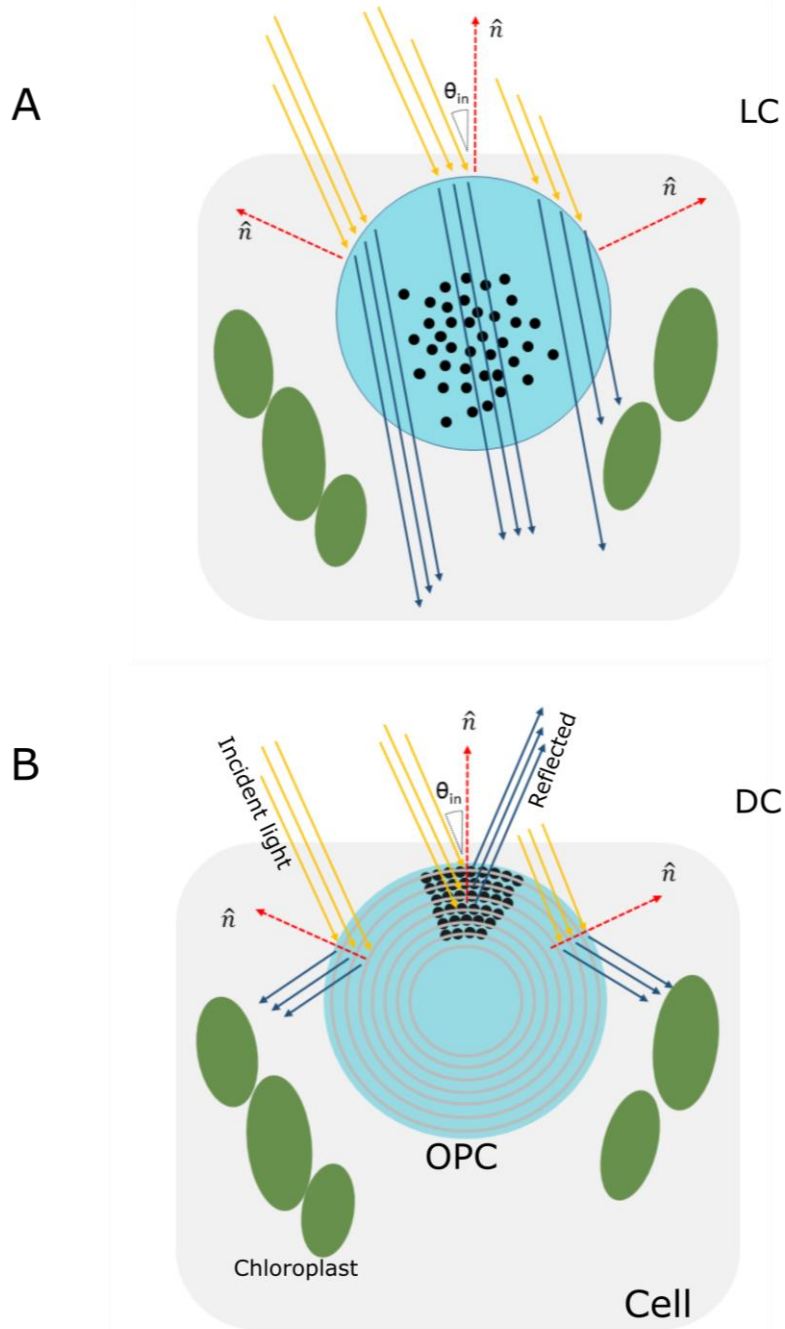 A
n̂
θin
LC
n̂
n̂
B
Incident light
n̂
θin
Reflected
DC
n̂
n̂
OPC
Chloroplast
Cell